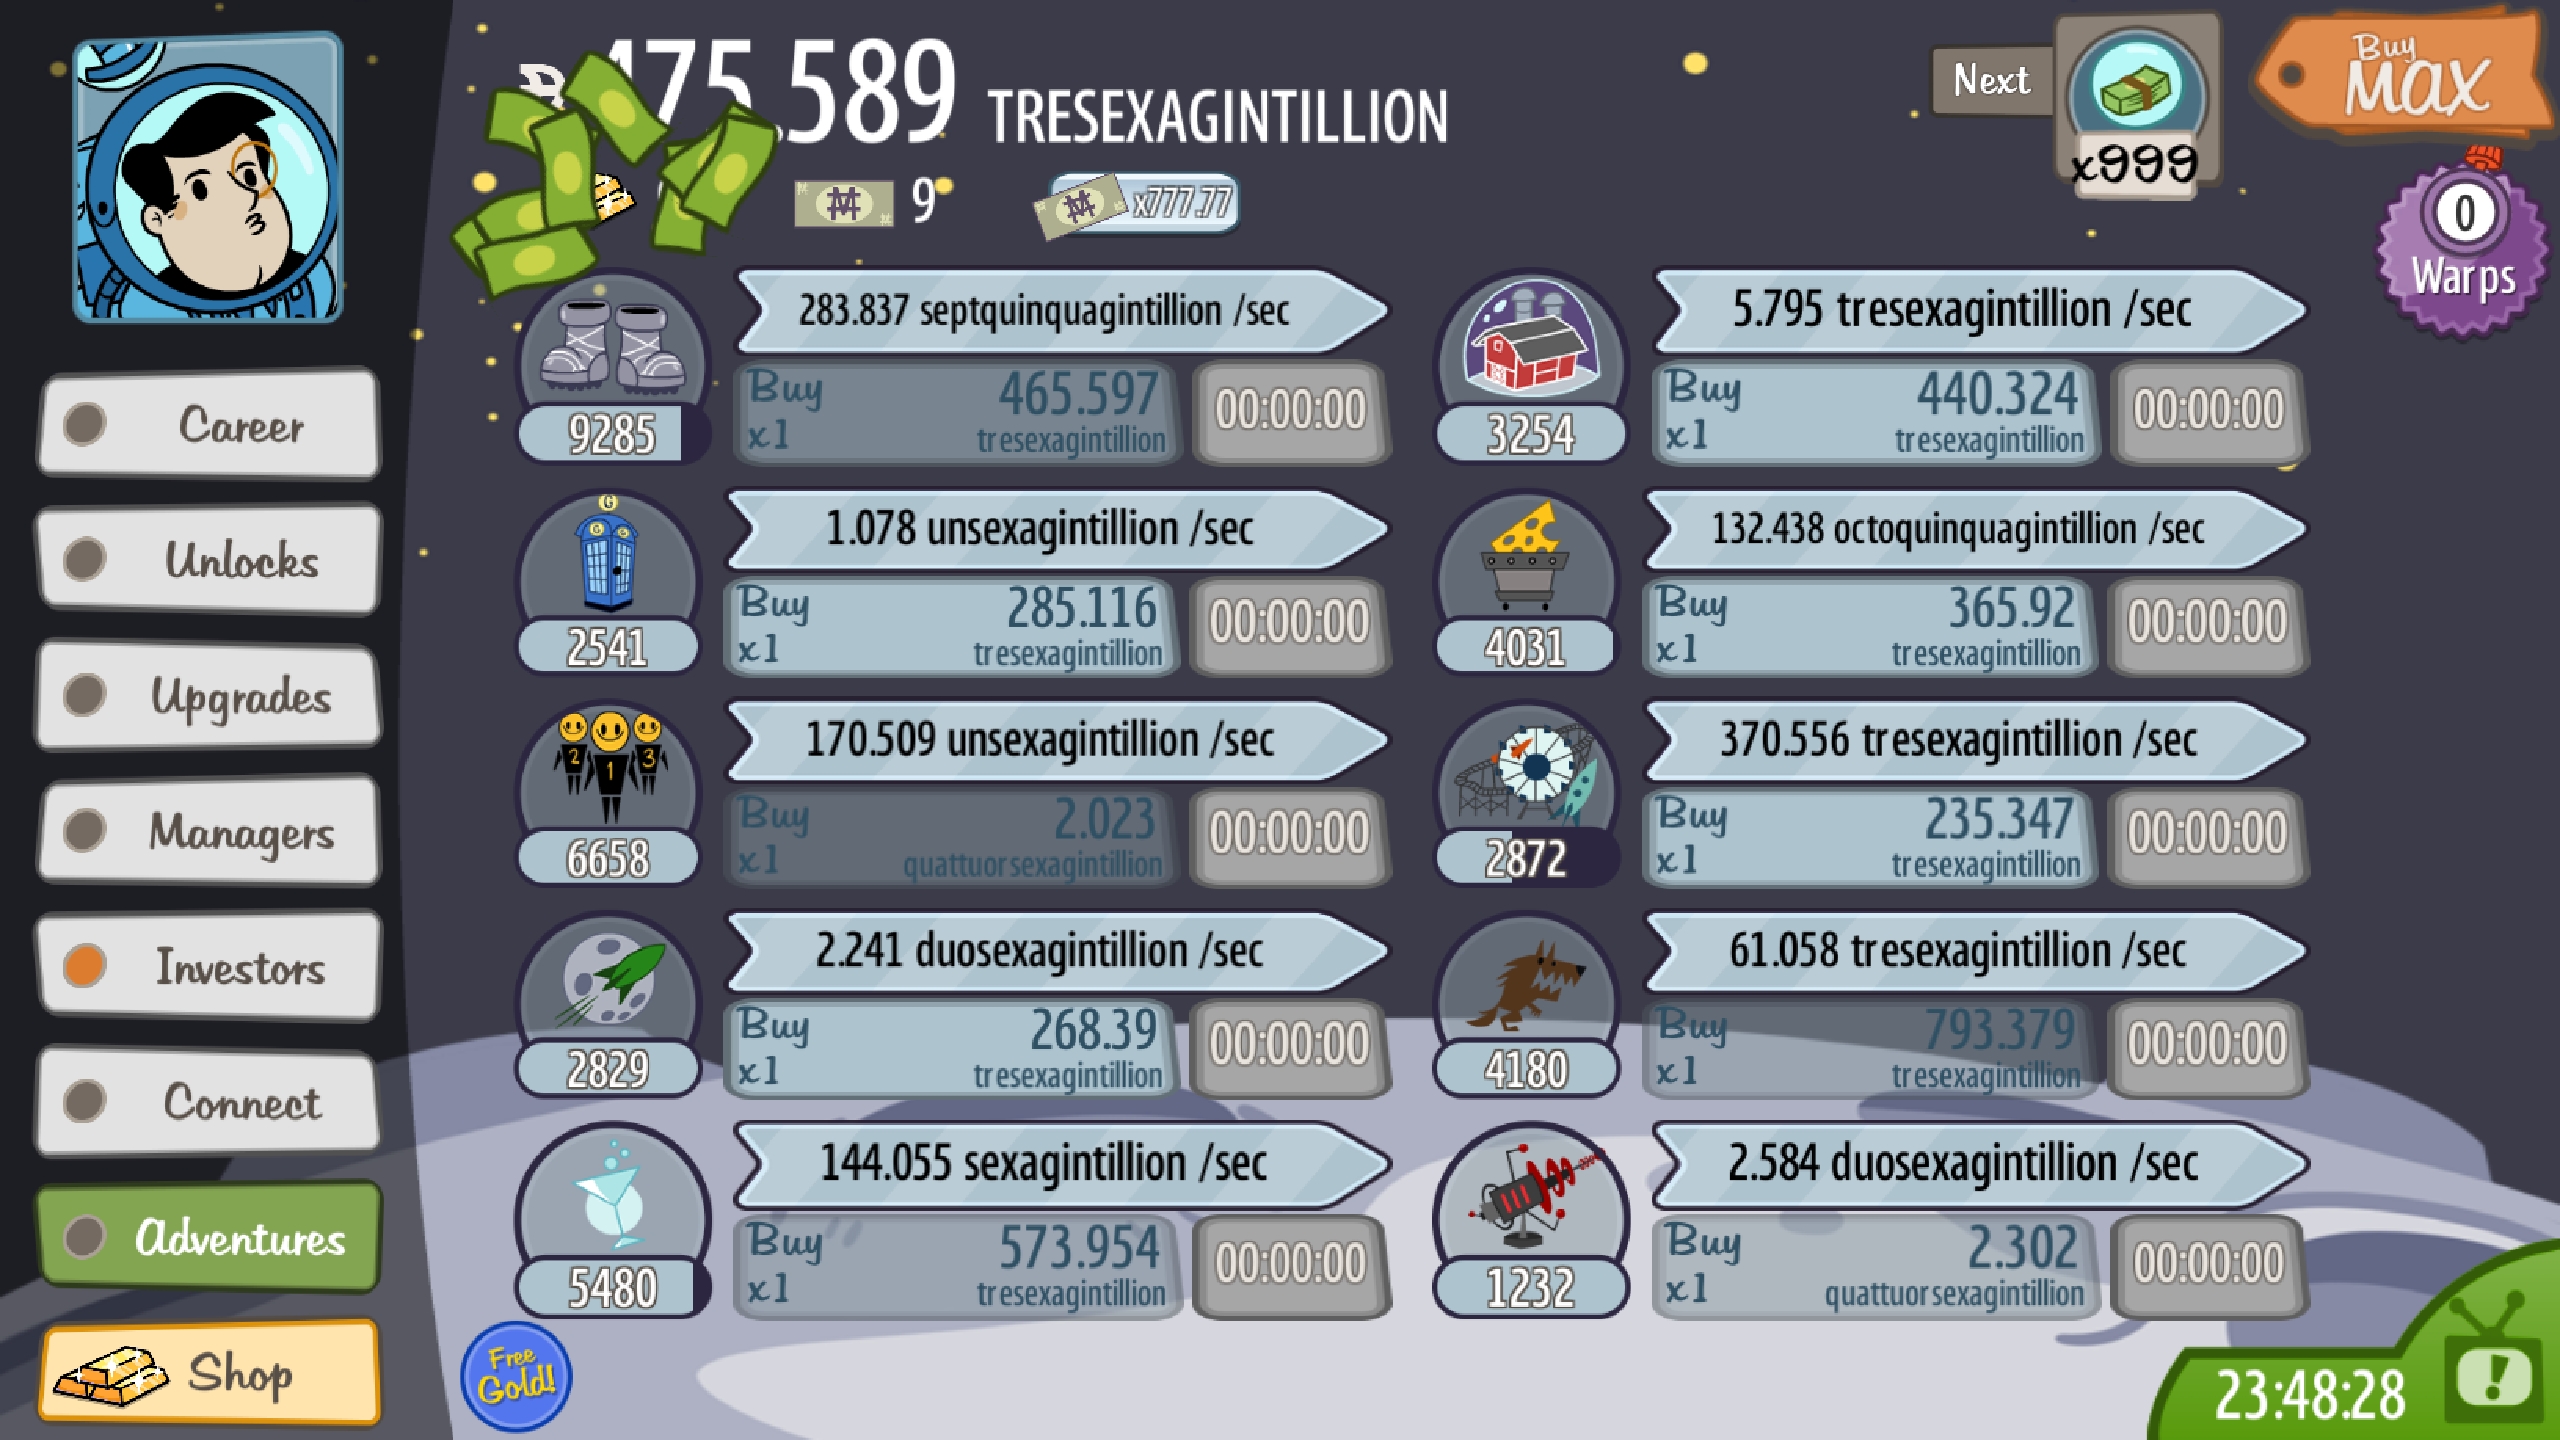 475.589 TRESEXAGINTILLION
9
x777.77
Next
x999
Buy
MAX
0
Warps
Career
Unlocks
Upgrades
Managers
Investors
Connect
Adventures
Shop
283.837 septquinquagintillion /sec
Buy
x1
465.597
tresexagintillion
00:00:00
9285
5.795 tresexagintillion /sec
Buy
x1
440.324
tresexagintillion
00:00:00
3254
G
G G
1.078 unsexagintillion /sec
Buy
x1
285.116
tresexagintillion
00:00:00
2541
132.438 octoquinquagintillion /sec
Buy
x1
365.92
tresexagintillion
00:00:00
4031
2 1 3
170.509 unsexagintillion /sec
Buy
x1
2.023
quattuorsexagintillion
00:00:00
6658
370.556 tresexagintillion /sec
Buy
x1
235.347
tresexagintillion
00:00:00
2872
2.241 duosexagintillion /sec
Buy
x1
268.39
tresexagintillion
00:00:00
2829
61.058 tresexagintillion /sec
Buy
x1
793.379
tresexagintillion
00:00:00
4180
144.055 sexagintillion /sec
Buy
x1
573.954
tresexagintillion
00:00:00
5480
2.584 duosexagintillion /sec
Buy
x1
2.302
quattuorsexagintillion
00:00:00
1232
Free
Gold!
23:48:28
!